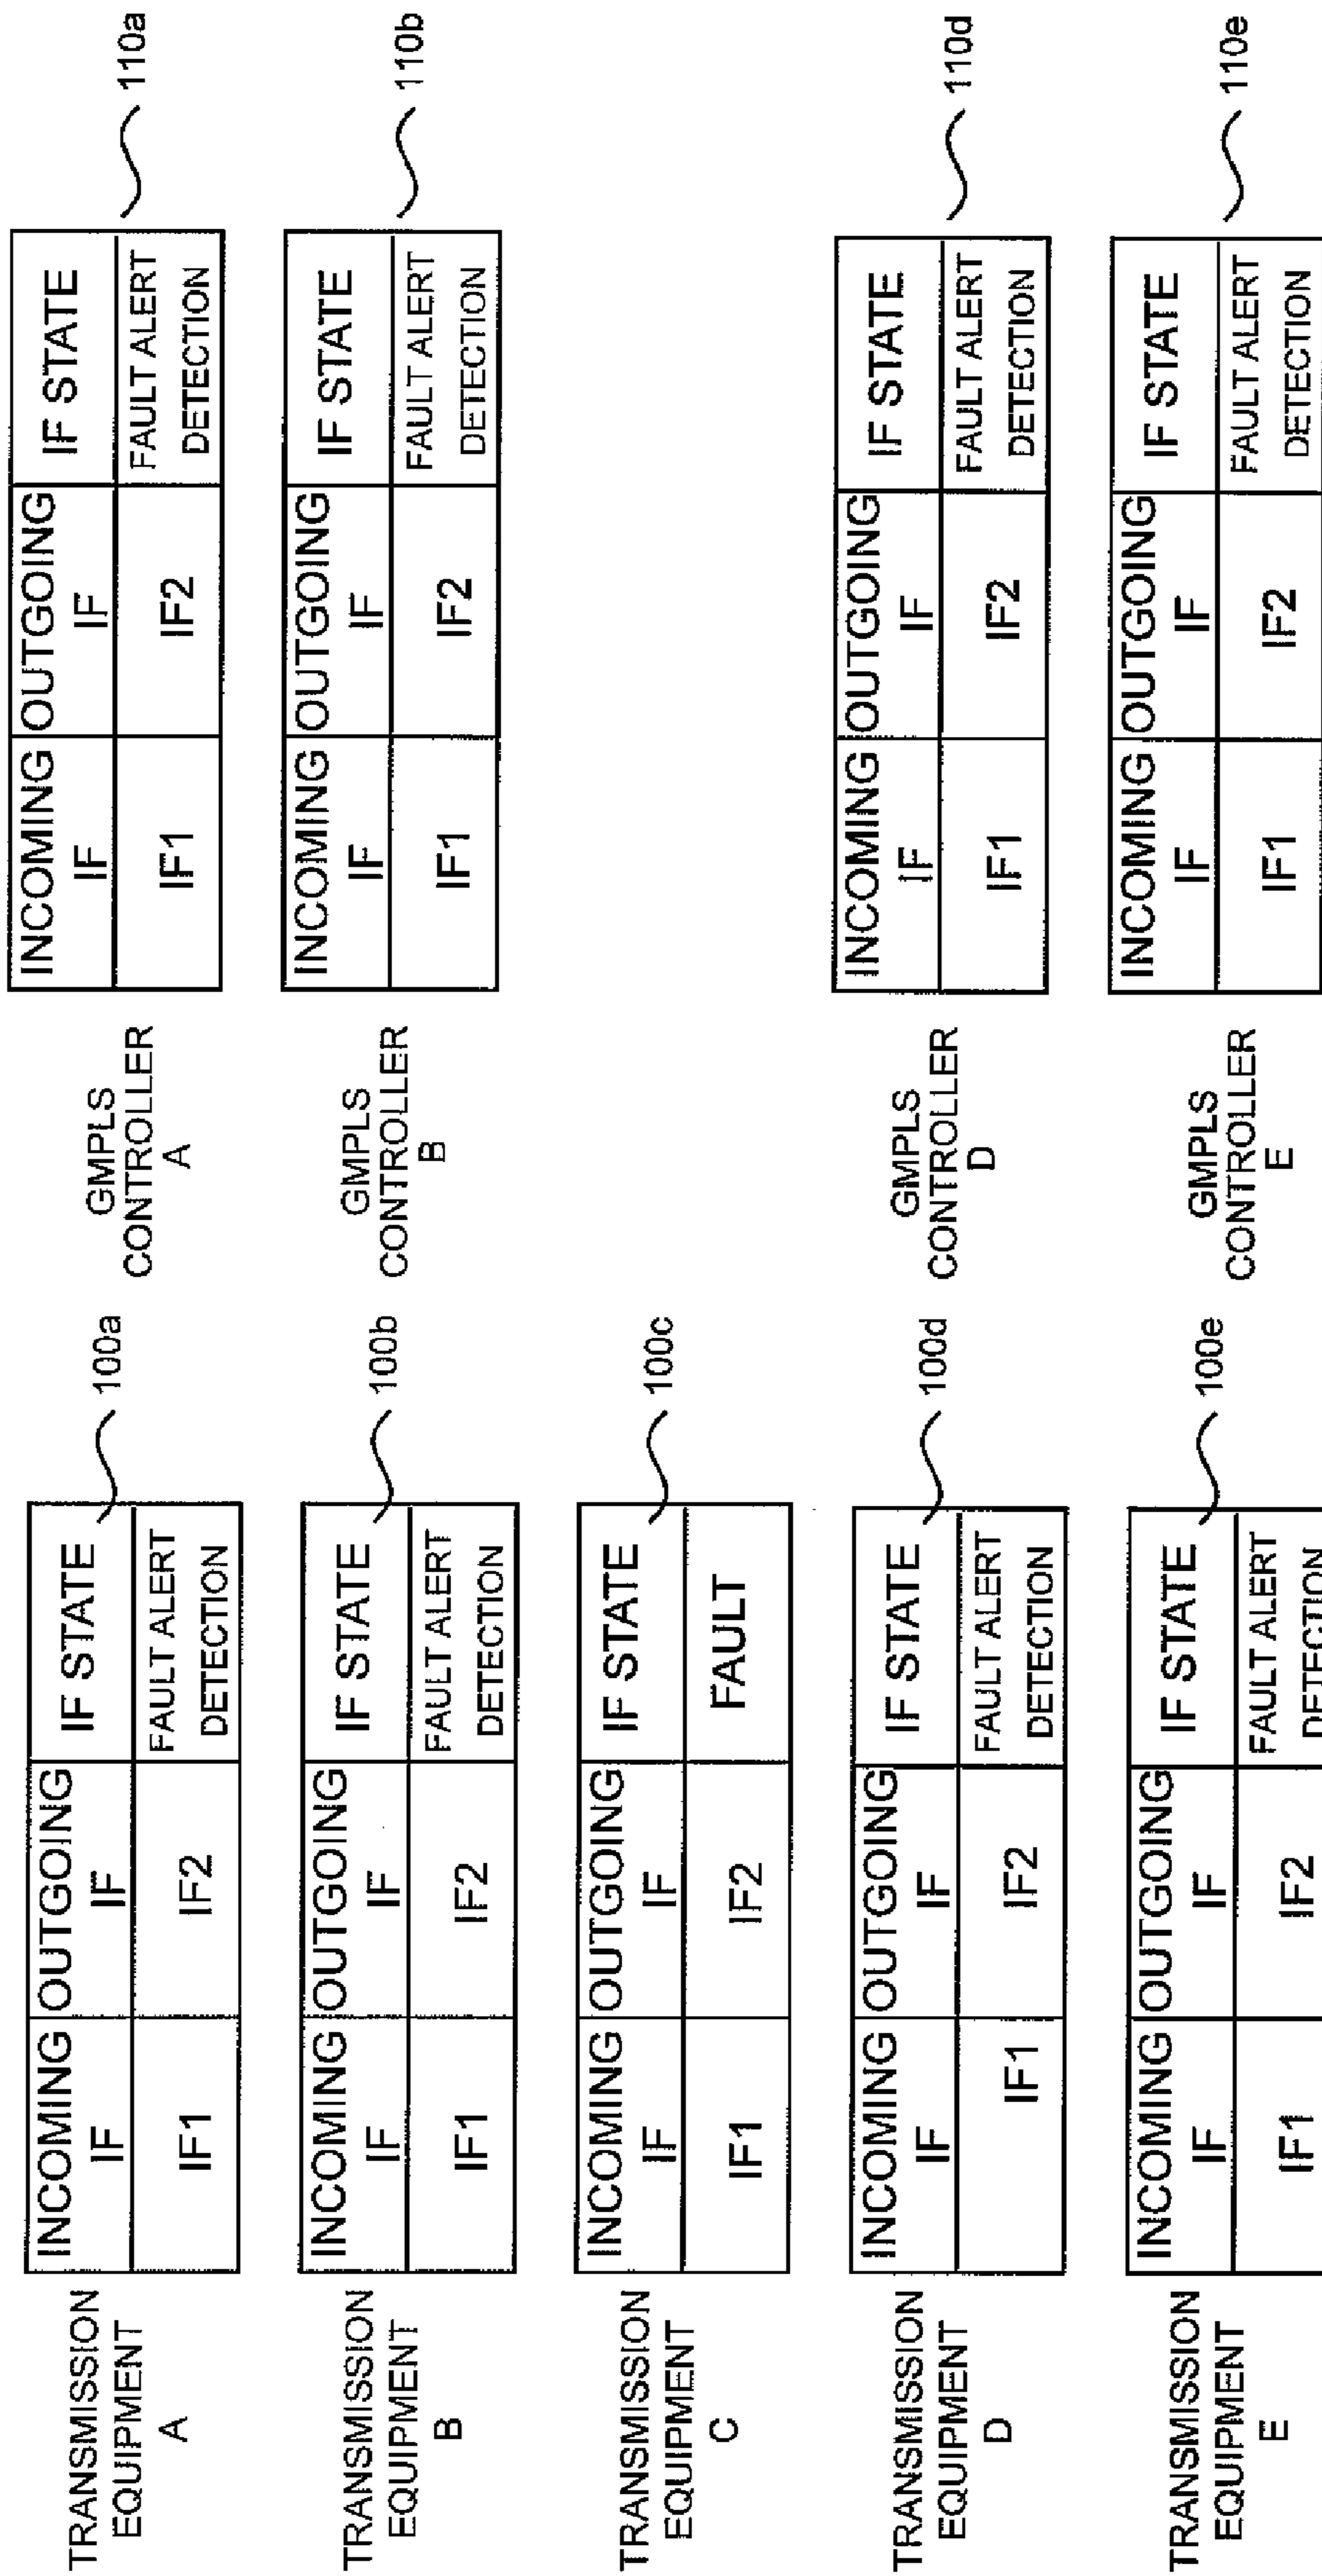 TRANSMISSION
EQUIPMENT
A
INCOMING
IF
OUTGOING
IF
IF STATE
IF1
IF2
FAULT ALERT
DETECTION
100a
TRANSMISSION
EQUIPMENT
B
INCOMING
IF
OUTGOING
IF
IF STATE
IF1
IF2
FAULT ALERT
DETECTION
100b
TRANSMISSION
EQUIPMENT
C
INCOMING
IF
OUTGOING
IF
IF STATE
IF1
IF2
FAULT
100c
TRANSMISSION
EQUIPMENT
D
INCOMING
IF
OUTGOING
IF
IF STATE
IF1
IF2
FAULT ALERT
DETECTION
100d
TRANSMISSION
EQUIPMENT
E
INCOMING
IF
OUTGOING
IF
IF STATE
IF1
IF2
FAULT ALERT
DETECTION
100e
GMPLS
CONTROLLER
A
INCOMING
IF
OUTGOING
IF
IF STATE
IF1
IF2
FAULT ALERT
DETECTION
110a
GMPLS
CONTROLLER
B
INCOMING
IF
OUTGOING
IF
IF STATE
IF1
IF2
FAULT ALERT
DETECTION
110b
GMPLS
CONTROLLER
D
INCOMING
IF
OUTGOING
IF
IF STATE
IF1
IF2
FAULT ALERT
DETECTION
110d
GMPLS
CONTROLLER
E
INCOMING
IF
OUTGOING
IF
IF STATE
IF1
IF2
FAULT ALERT
DETECTION
110e